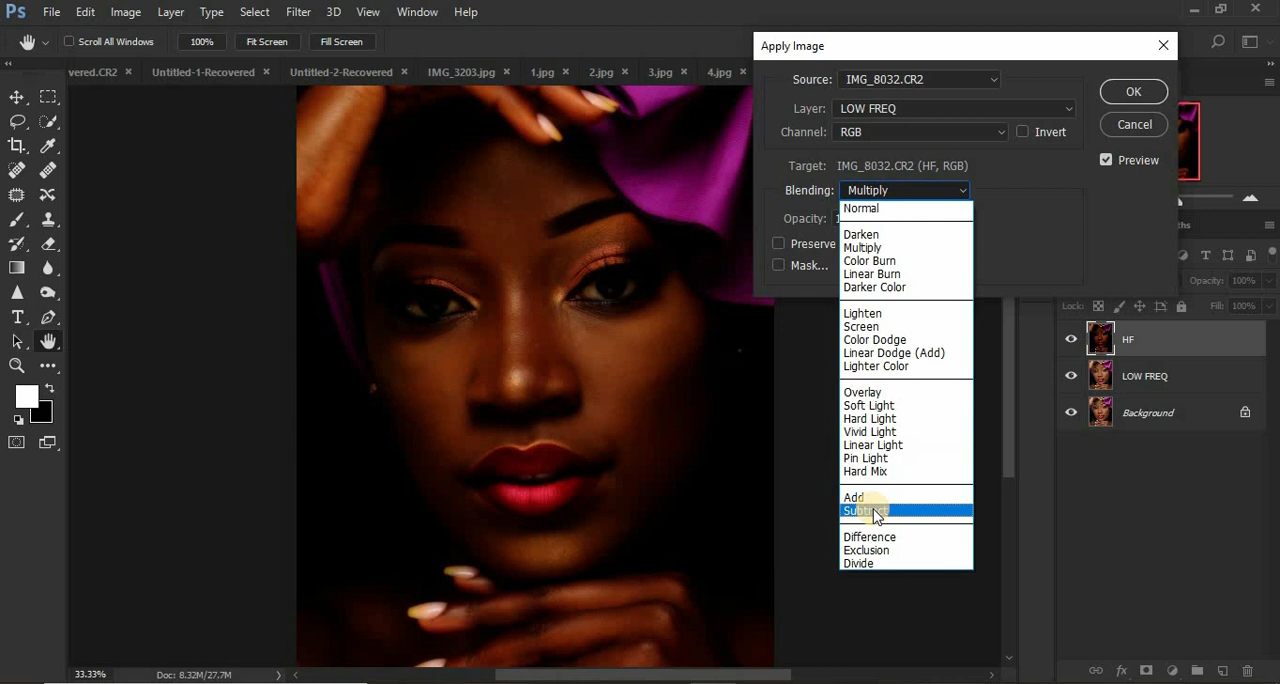 Ps File Edit Image Layer Type Select Filter 3D View Window Help
Scroll All Windows 100% Fit Screen Fill Screen
vered.CR2 × Untitled-1-Recovered × Untitled-2-Recovered × IMG_3203.jpg × 1.jpg × 2.jpg × 3.jpg × 4.jpg ×
Apply Image
Source: IMG_8032.CR2
OK
Layer: LOW FREQ
Cancel
Channel: RGB Invert
Preview
Target: IMG_8032.CR2 (HF, RGB)
Blending: Multiply
Opacity: 1
Preserve
Mask...
Normal
Darken
Multiply
Color Burn
Linear Burn
Darker Color
Lighten
Screen
Color Dodge
Linear Dodge (Add)
Lighter Color
Overlay
Soft Light
Hard Light
Vivid Light
Linear Light
Pin Light
Hard Mix
Add
Subtract
Difference
Exclusion
Divide
ths
Opacity: 100%
Lock: Fill: 100%
HF
LOW FREQ
Background
33.33% Doc: 8.32M/27.7M